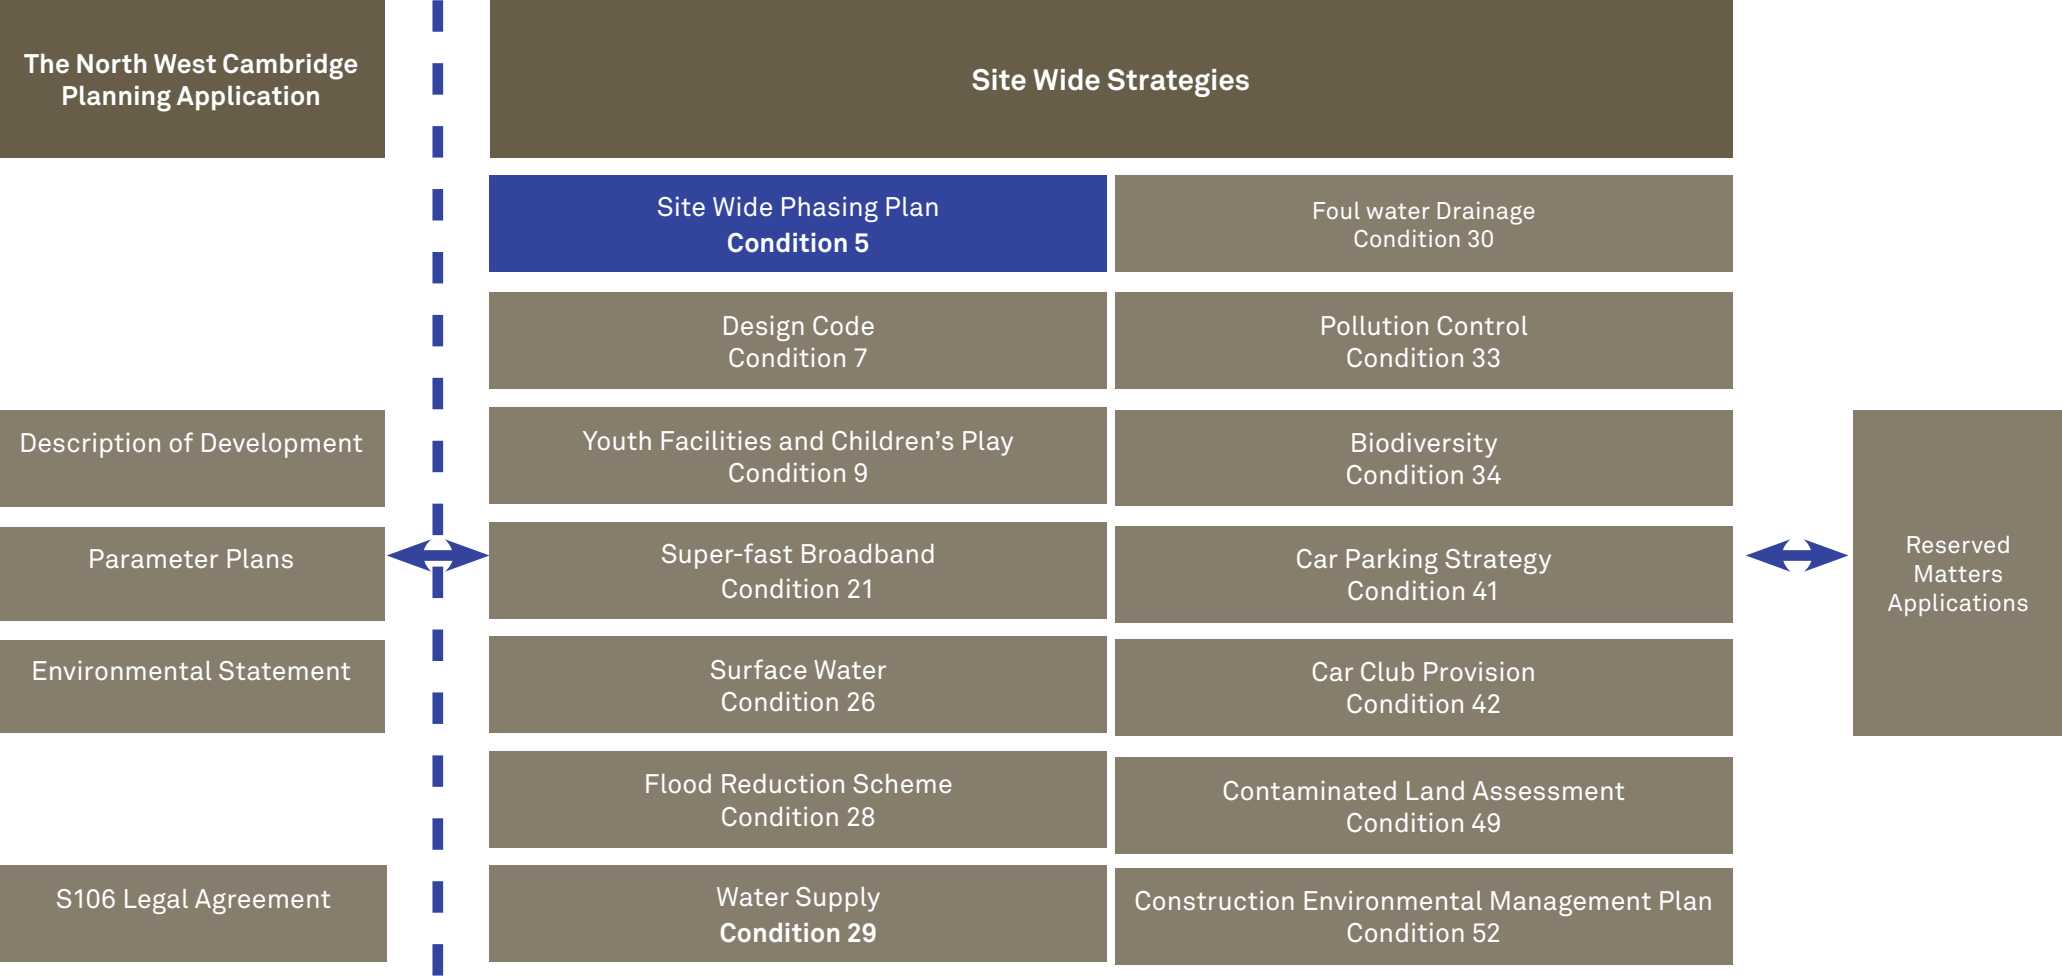 The North West Cambridge
Planning Application
Site Wide Strategies
Site Wide Phasing Plan
Condition 5
Foul water Drainage
Condition 30
Design Code
Condition 7
Pollution Control
Condition 33
Description of Development
Youth Facilities and Children’s Play
Condition 9
Biodiversity
Condition 34
Parameter Plans
Super-fast Broadband
Condition 21
Car Parking Strategy
Condition 41
Reserved
Matters
Applications
Environmental Statement
Surface Water
Condition 26
Car Club Provision
Condition 42
Flood Reduction Scheme
Condition 28
Contaminated Land Assessment
Condition 49
S106 Legal Agreement
Water Supply
Condition 29
Construction Environmental Management Plan
Condition 52